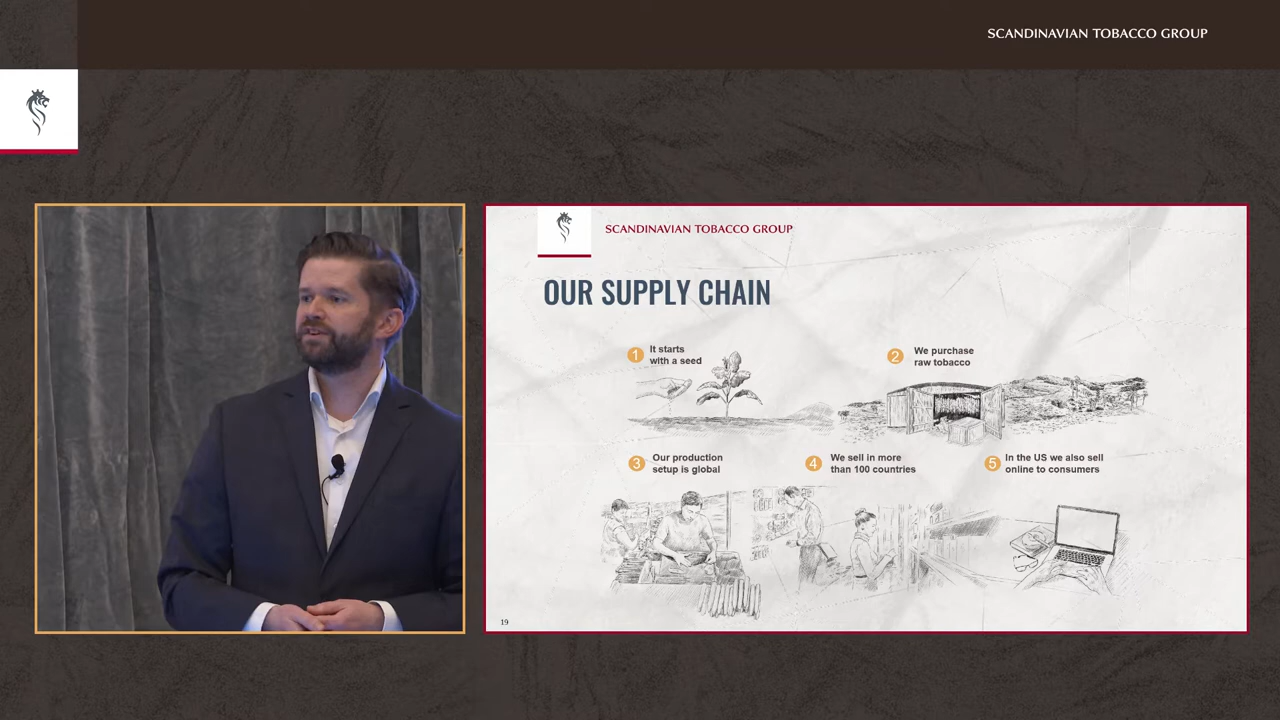 SCANDINAVIAN TOBACCO GROUP
SCANDINAVIAN TOBACCO GROUP
OUR SUPPLY CHAIN
1 It starts
with a seed
2 We purchase
raw tobacco
3 Our production
setup is global
4 We sell in more
than 100 countries
5 In the US we also sell
online to consumers
19